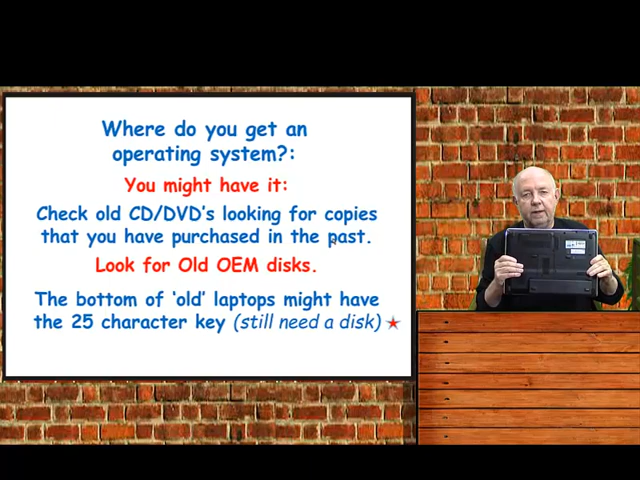 Where do you get an
operating system?:
You might have it:
Check old CD/DVD's looking for copies
that you have purchased in the past.
Look for Old OEM disks.
The bottom of 'old' laptops might have
the 25 character key (still need a disk)